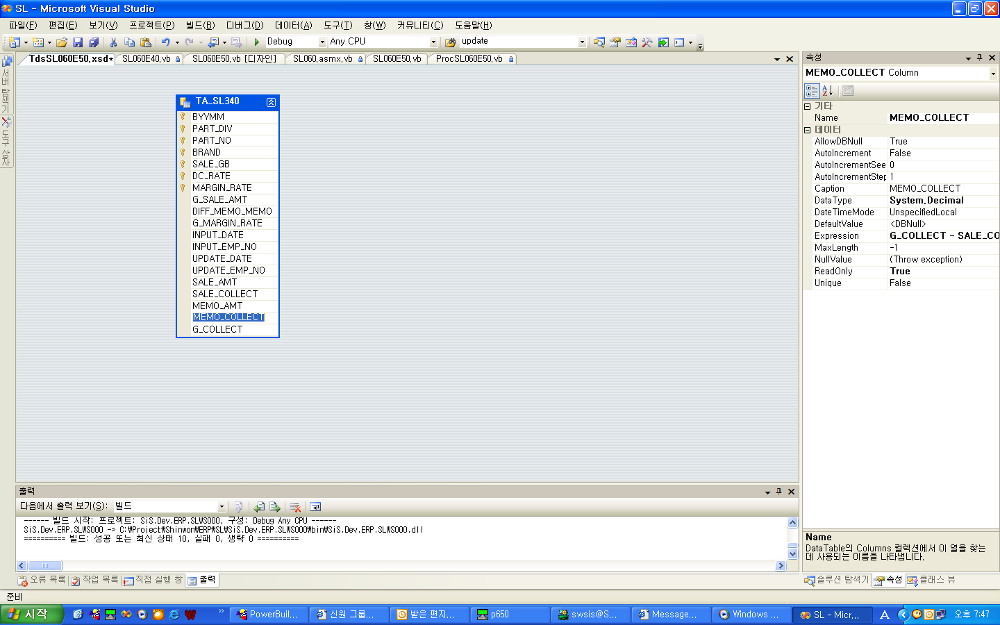 SL - Microsoft Visual Studio
파일(F) 편집(E) 보기(V) 프로젝트(P) 빌드(B) 디버그(D) 데이터(A) 도구(T) 창(W) 커뮤니티(C) 도움말(H)
Debug Any CPU update
TdsSL060E50.xsd* SL060E40.vb SL060E50.vb [디자인] SL060.asmx.vb SL060E50.vb ProcSL060E50.vb
서버 탐색기
도구 상자
TA_SL340
BYYMM
PART_DIV
PART_NO
BRAND
SALE_GB
DC_RATE
MARGIN_RATE
G_SALE_AMT
DIFF_MEMO_MEMO
G_MARGIN_RATE
INPUT_DATE
INPUT_EMP_NO
UPDATE_DATE
UPDATE_EMP_NO
SALE_AMT
SALE_COLLECT
MEMO_AMT
MEMO_COLLECT
G_COLLECT
속성
MEMO_COLLECT Column
기타
Name MEMO_COLLECT
데이터
AllowDBNull True
AutoIncrement False
AutoIncrementSee 0
AutoIncrementStep 1
Caption MEMO_COLLECT
DataType System.Decimal
DateTimeMode UnspecifiedLocal
DefaultValue <DBNull>
Expression G_COLLECT - SALE_CO
MaxLength -1
NullValue (Throw exception)
ReadOnly True
Unique False
Name
DataTable의 Columns 컬렉션에서 이 열을 찾는
데 사용되는 이름을 나타냅니다.
솔루션 탐색기 속성 클래스 뷰
출력
다음에서 출력 보기(S): 빌드
------ 빌드 시작: 프로젝트: SiS.Dev.ERP.SLWS000, 구성: Debug Any CPU ------
SiS.Dev.ERP.SLWS000 -> C:₩Project₩Shinwon₩ERP₩SL₩SiS.Dev.ERP.SLWS000₩bin₩SiS.Dev.ERP.SLWS000.dll
========== 빌드: 성공 또는 최신 상태 10, 실패 0, 생략 0 ==========
오류 목록 작업 목록 직접 실행 창 출력
준비
시작 PowerBuil... 신원 그룹... 받은 편지... p650 swsis@S... Message... Windows ... SL - Micr... A 오후 7:47